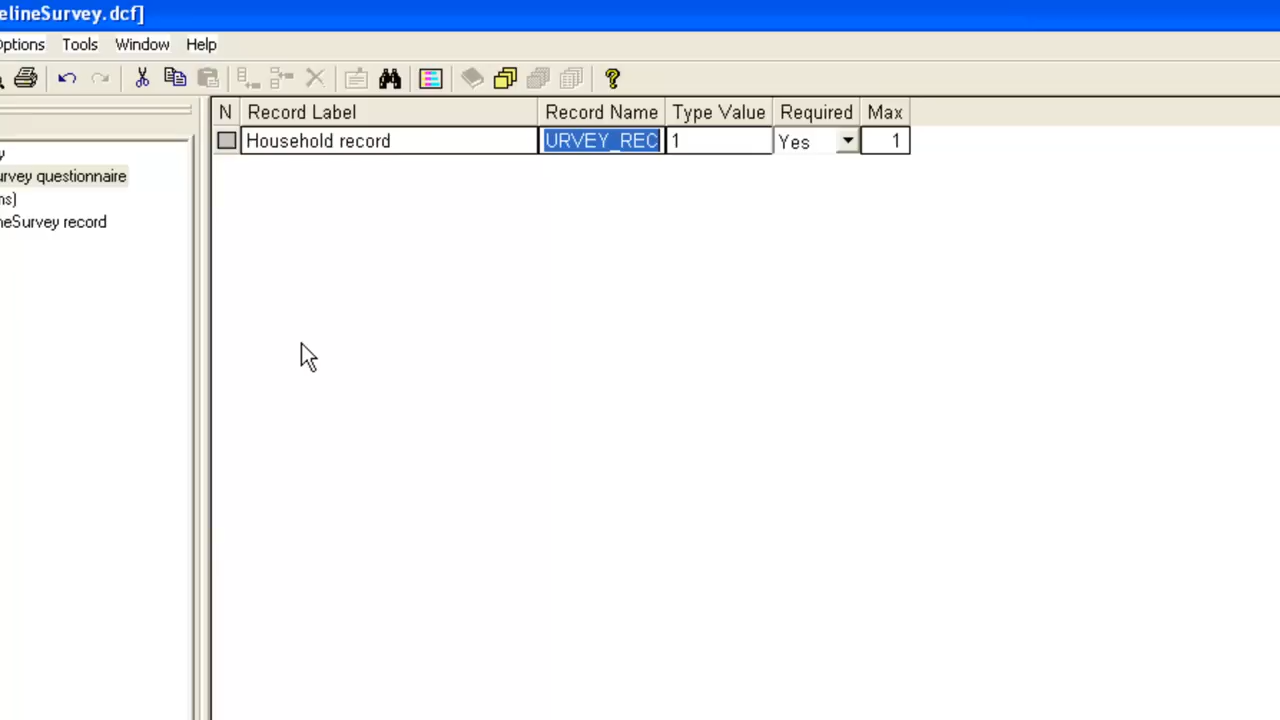 elineSurvey.dcf]
Options Tools Window Help
N Record Label Record Name Type Value Required Max
Household record URVEY_REC 1 Yes 1
y
urvey questionnaire
ns)
neSurvey record